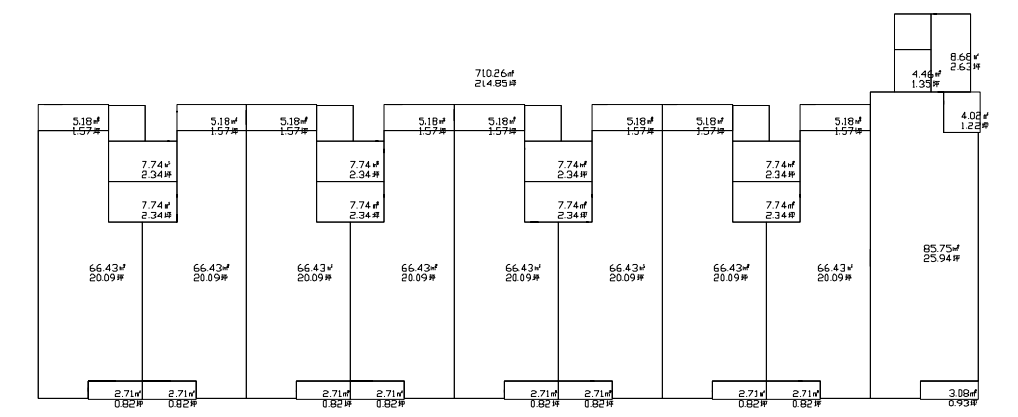 8.68㎡
2.63坪
710.26㎡
214.85坪
4.46㎡
1.35坪
5.18㎡
1.57坪
5.18㎡
1.57坪
5.18㎡
1.57坪
5.18㎡
1.57坪
5.18㎡
1.57坪
5.18㎡
1.57坪
5.18㎡
1.57坪
5.18㎡
1.57坪
4.02㎡
1.22坪
7.74㎡
2.34坪
7.74㎡
2.34坪
7.74㎡
2.34坪
7.74㎡
2.34坪
7.74㎡
2.34坪
7.74㎡
2.34坪
7.74㎡
2.34坪
7.74㎡
2.34坪
85.75㎡
25.94坪
66.43㎡
20.09坪
66.43㎡
20.09坪
66.43㎡
20.09坪
66.43㎡
20.09坪
66.43㎡
20.09坪
66.43㎡
20.09坪
66.43㎡
20.09坪
66.43㎡
20.09坪
2.71㎡
0.82坪
2.71㎡
0.82坪
2.71㎡
0.82坪
2.71㎡
0.82坪
2.71㎡
0.82坪
2.71㎡
0.82坪
2.71㎡
0.82坪
2.71㎡
0.82坪
3.08㎡
0.93坪